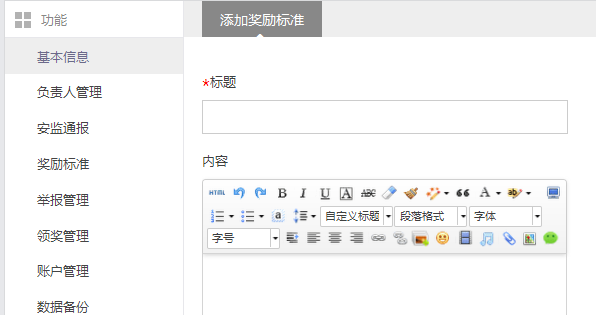 功能
基本信息
负责人管理
安监通报
奖励标准
举报管理
领奖管理
账户管理
数据备份
添加奖励标准
*标题
内容
HTML B I U A ABC A ab
a 自定义标题 段落格式 字体
字号